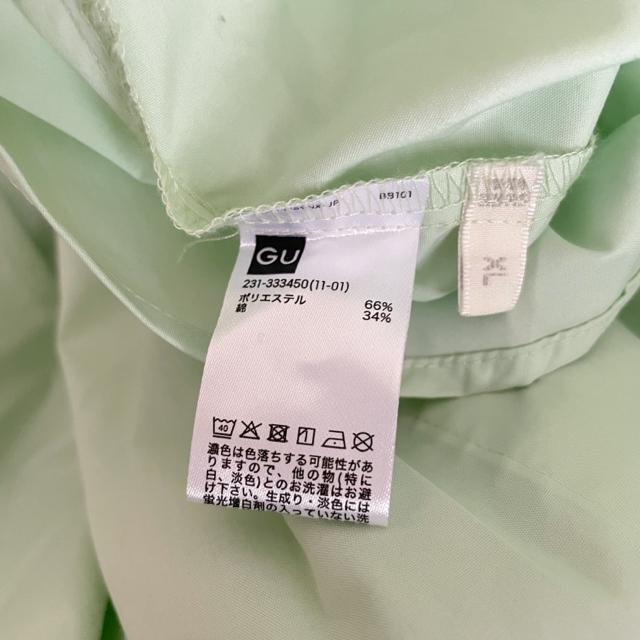 B9101
GU
231-333450(11-01)
ポリエステル 66%
綿 34%
40
濃色は色落ちする可能性があ
りますので、他の物(特に
白、淡色)とのお洗濯はお避
け下さい。生成り・淡色には
蛍光増白剤の入っていない洗
XL